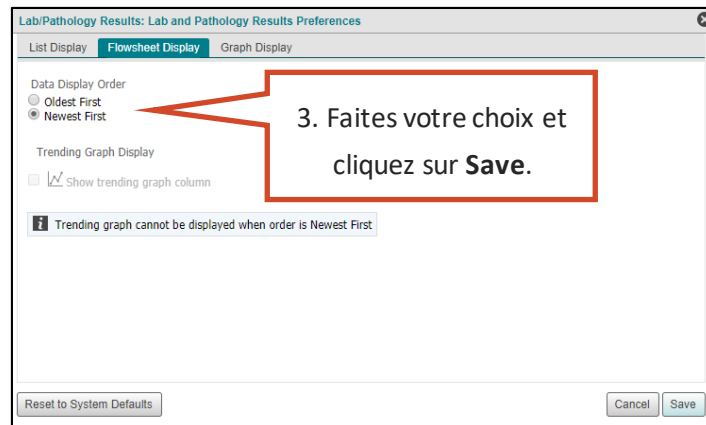 Lab/Pathology Results: Lab and Pathology Results Preferences
List Display Flowsheet Display Graph Display
Data Display Order
Oldest First
Newest First
3. Faites votre choix et
cliquez sur Save.
Trending Graph Display
Show trending graph column
Trending graph cannot be displayed when order is Newest First
Reset to System Defaults
Cancel Save